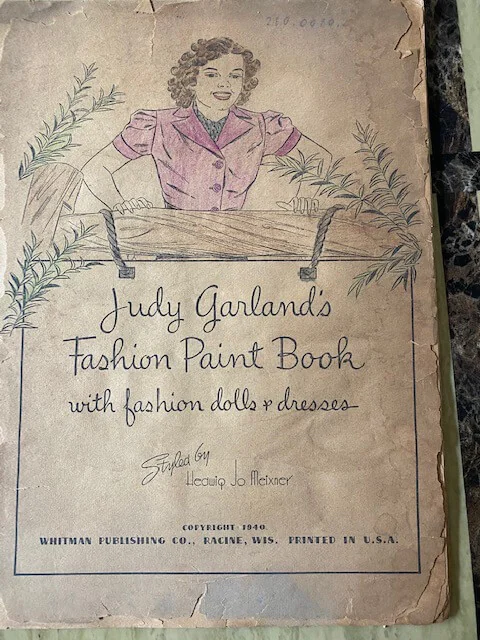 Judy Garland's
Fashion Paint Book
with fashion dolls & dresses
Styled by
Hedwig Jo Meixner
COPYRIGHT 1940
WHITMAN PUBLISHING CO., RACINE, WIS. PRINTED IN U.S.A.